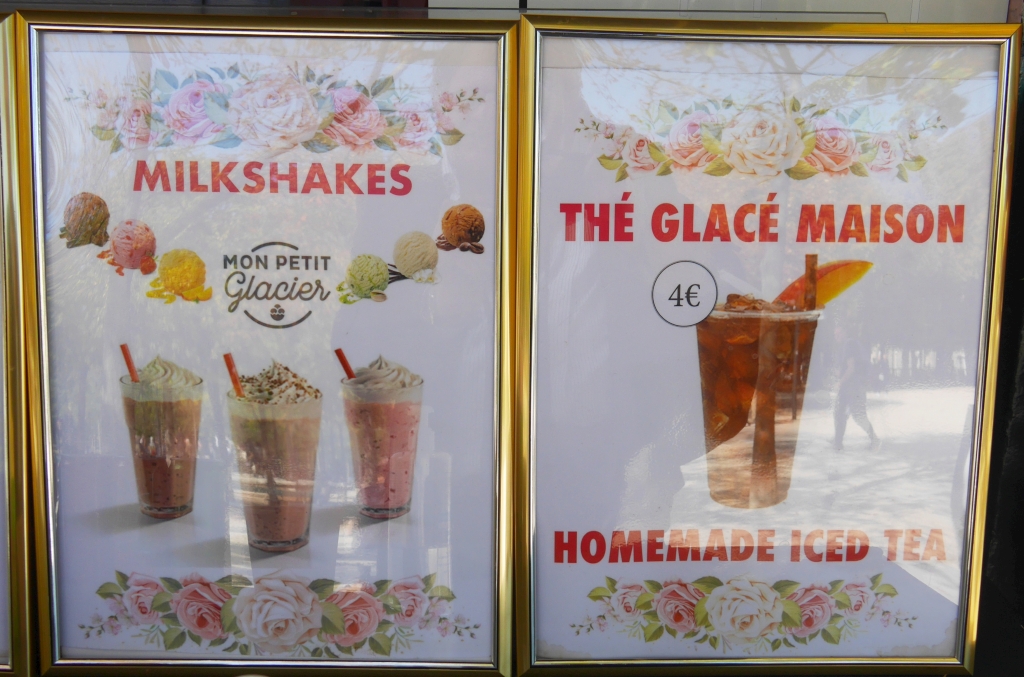 MILKSHAKES
MON PETIT
Glacier
THÉ GLACÉ MAISON
4€
HOMEMADE ICED TEA